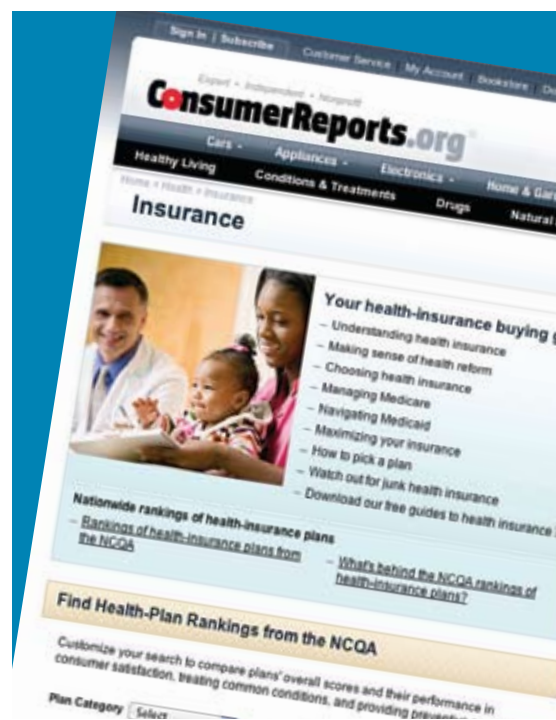 Sign In | Subscribe Customer Service My Account Bookstore
Expert • Independent • Nonprofit
ConsumerReports.org
Cars Appliances Electronics Home & Gar
Healthy Living Conditions & Treatments Drugs Natural
Home Health Insurance
Insurance
Your health-insurance buying g
– Understanding health insurance
– Making sense of health reform
– Choosing health insurance
– Managing Medicare
– Navigating Medicaid
– Maximizing your insurance
– How to pick a plan
– Watch out for junk health insurance
– Download our free guides to health insurance
Nationwide rankings of health-insurance plans
– Rankings of health-insurance plans from
the NCQA
– What's behind the NCQA rankings of
health-insurance plans?
Find Health-Plan Rankings from the NCQA
Customize your search to compare plans' overall scores and their performance in
consumer satisfaction, treating common conditions, and providing
Plan Category Select